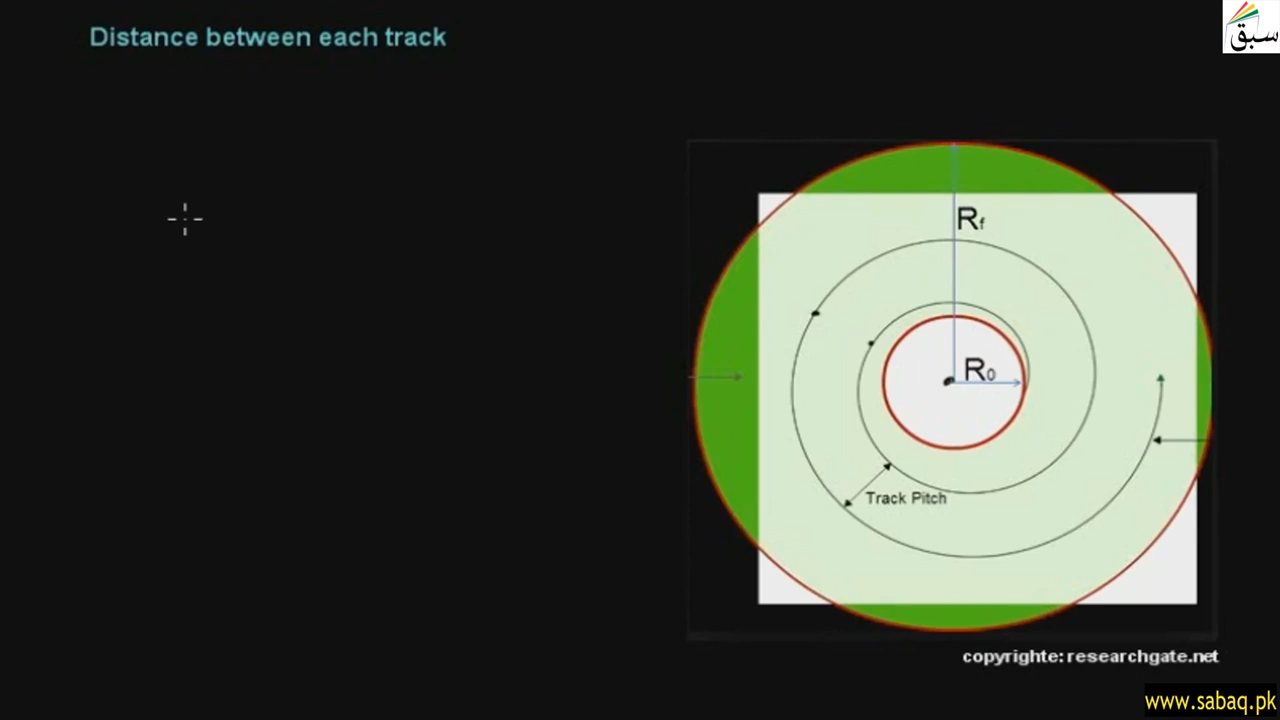 Distance between each track
سبق
Rf
R0
Track Pitch
copyrighte: researchgate.net
www.sabaq.pk